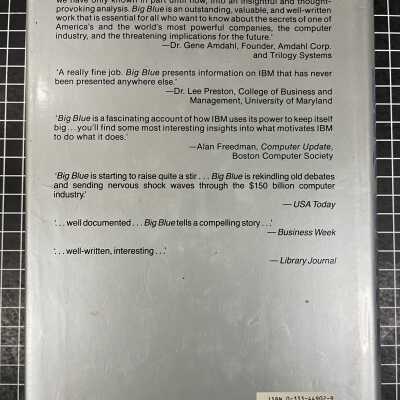 we have only known in part until now, into an insightful and thought-
provoking analysis. Big Blue is an outstanding, valuable, and well-written
work that is essential for all who want to know about the secrets of one of
America's and the world's most powerful companies, the computer
industry, and the threatening implications for the future.'
—Dr. Gene Amdahl, Founder, Amdahl Corp.
and Trilogy Systems
'A really fine job. Big Blue presents information on IBM that has never
been presented anywhere else.'
—Dr. Lee Preston, College of Business and
Management, University of Maryland
'Big Blue is a fascinating account of how IBM uses its power to keep itself
big . . . you'll find some most interesting insights into what motivates IBM
to do what it does.'
—Alan Freedman, Computer Update,
Boston Computer Society
'Big Blue is starting to raise quite a stir . . . Big Blue is rekindling old debates
and sending nervous shock waves through the $150 billion computer
industry.'
— USA Today
'. . . well documented . . . Big Blue tells a compelling story . . .'
— Business Week
'. . . well-written, interesting . . .'
— Library Journal
ISBN 0-333-44902-8